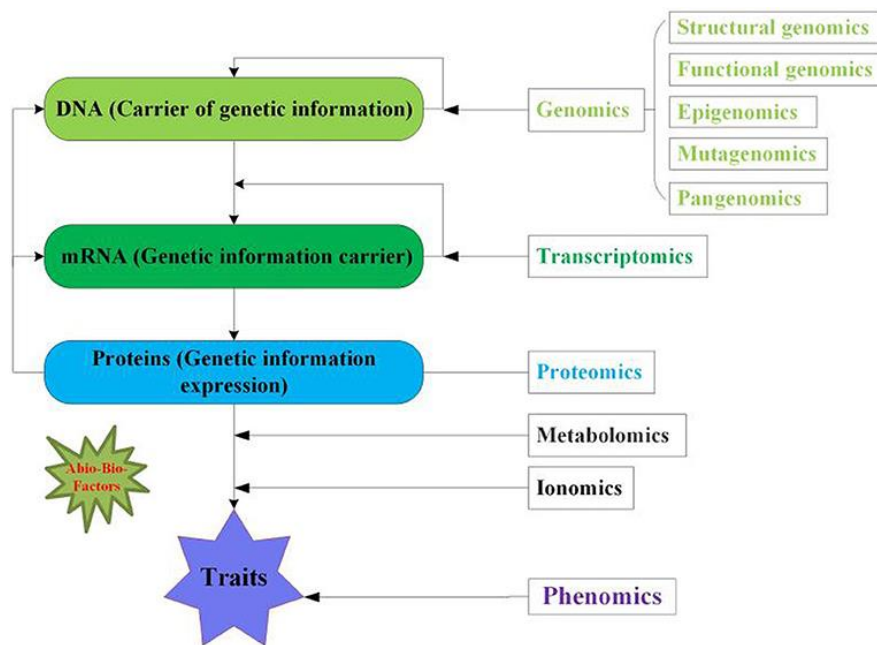 Structural genomics
Functional genomics
DNA (Carrier of genetic information)
Genomics
Epigenomics
Mutagenomics
Pangenomics
mRNA (Genetic information carrier)
Transcriptomics
Proteins (Genetic information
expression)
Proteomics
Metabolomics
Abio-Bio-
Factors
Ionomics
Traits
Phenomics